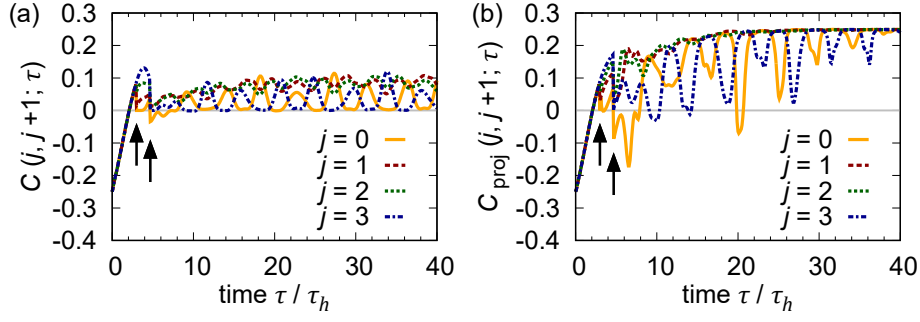 (a)
0.3
0.2
0.1
0
-0.1
-0.2
-0.3
-0.4
C (j, j+1; τ)
j = 0
j = 1
j = 2
j = 3
0 10 20 30 40
time τ / τh
(b)
0.3
0.2
0.1
0
-0.1
-0.2
-0.3
-0.4
Cproj (j, j+1; τ)
j = 0
j = 1
j = 2
j = 3
0 10 20 30 40
time τ / τh